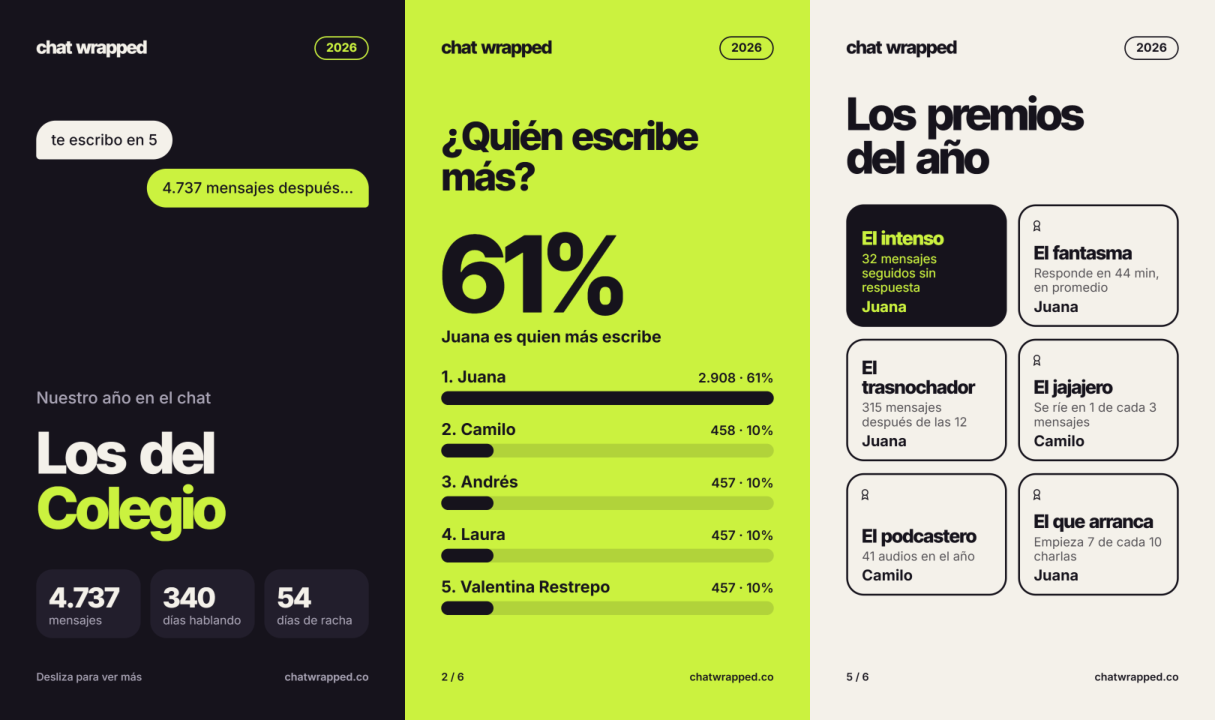 chat wrapped
2026
te escribo en 5
4.737 mensajes después...
Nuestro año en el chat
Los del
Colegio
4.737
mensajes
340
días hablando
54
días de racha
Desliza para ver más
chatwrapped.co
chat wrapped
2026
¿Quién escribe
más?
61%
Juana es quien más escribe
1. Juana
2.908 · 61%
2. Camilo
458 · 10%
3. Andrés
457 · 10%
4. Laura
457 · 10%
5. Valentina Restrepo
457 · 10%
2 / 6
chatwrapped.co
chat wrapped
2026
Los premios
del año
El intenso
32 mensajes
seguidos sin
respuesta
Juana
El fantasma
Responde en 44 min,
en promedio
Juana
El
trasnochador
315 mensajes
después de las 12
Juana
El jajajero
Se ríe en 1 de cada 3
mensajes
Camilo
El podcastero
41 audios en el año
Camilo
El que arranca
Empieza 7 de cada 10
charlas
Juana
5 / 6
chatwrapped.co